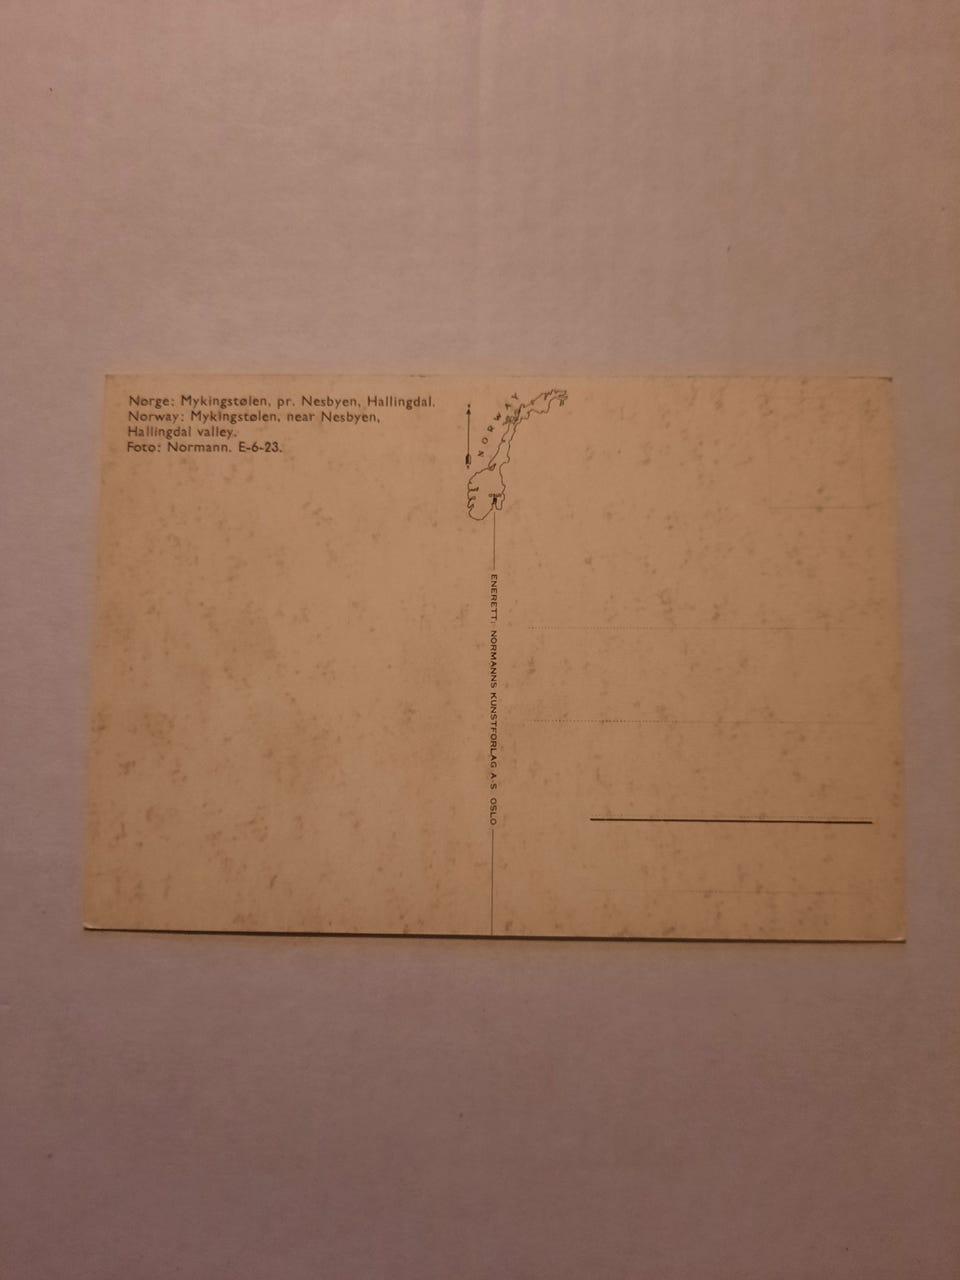 Norge: Mykingstølen, pr. Nesbyen, Hallingdal.
Norway: Mykingstølen, near Nesbyen,
Hallingdal valley.
Foto: Normann. E-6-23.
NORWAY
ENERETT: NORMANNS KUNSTFORLAG A-S OSLO